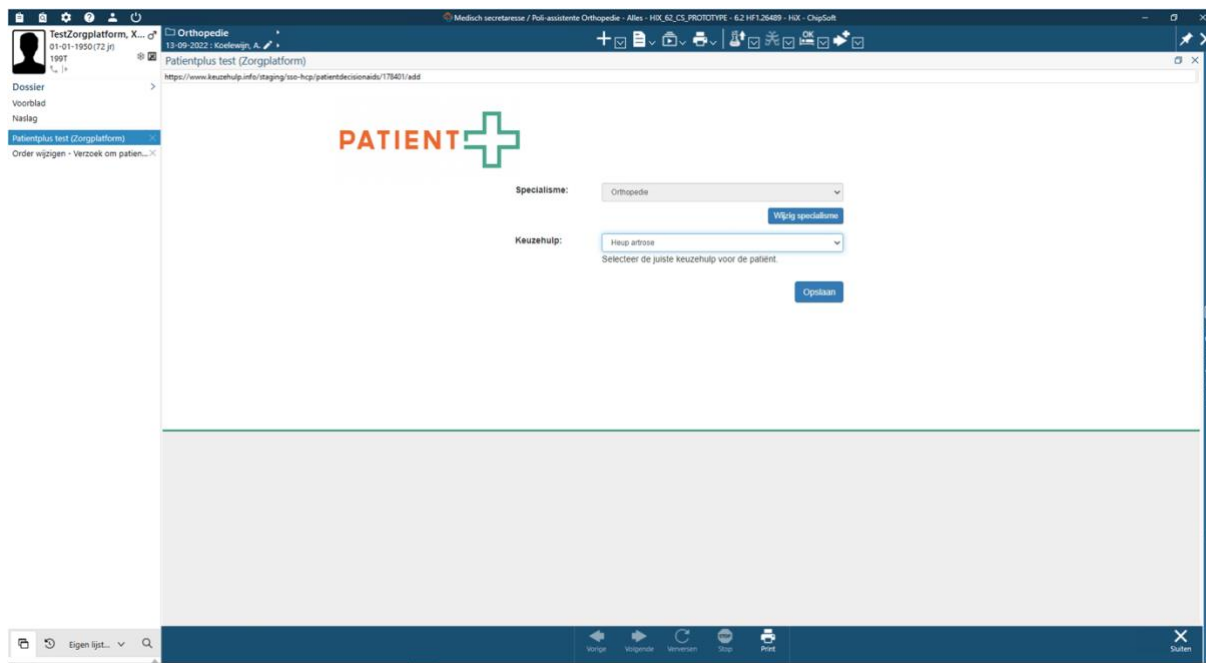 Medisch secretaresse / Poli-assistente Orthopedie - Alles - HIX_62_CS_PROTOTYPE - 6.2 HF1.26489 - HiX - ChipSoft
TestZorgplatform, X...
01-01-1950 (72 jr)
199T
Orthopedie
13-09-2022 : Koelewijn, A.
OK
Patientplus test (Zorgplatform)
https://www.keuzehulp.info/staging/sso-hcp/patientdecisionaids/178401/add
Dossier
Voorblad
Naslag
Patientplus test (Zorgplatform)
Order wijzigen - Verzoek om patien...
PATIENT
Specialisme:
Orthopedie
Wijzig specialisme
Keuzehulp:
Heup artrose
Selecteer de juiste keuzehulp voor de patiënt.
Opslaan
Eigen lijst...
Vorige
Volgende
Verversen
STOP
Stop
Print
Sluiten